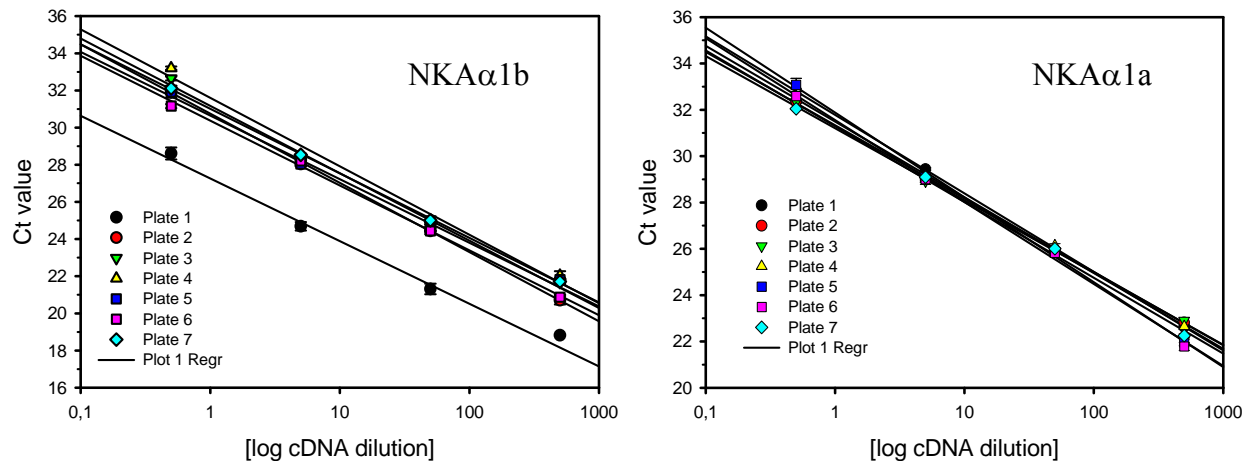 36
34
32
30
28
26
24
22
20
18
16
Ct value
NKAα1b
Plate 1
Plate 2
Plate 3
Plate 4
Plate 5
Plate 6
Plate 7
Plot 1 Regr
0,1 1 10 100 1000
[log cDNA dilution]
36
34
32
30
28
26
24
22
20
Ct value
NKAα1a
Plate 1
Plate 2
Plate 3
Plate 4
Plate 5
Plate 6
Plate 7
Plot 1 Regr
0,1 1 10 100 1000
[log cDNA dilution]